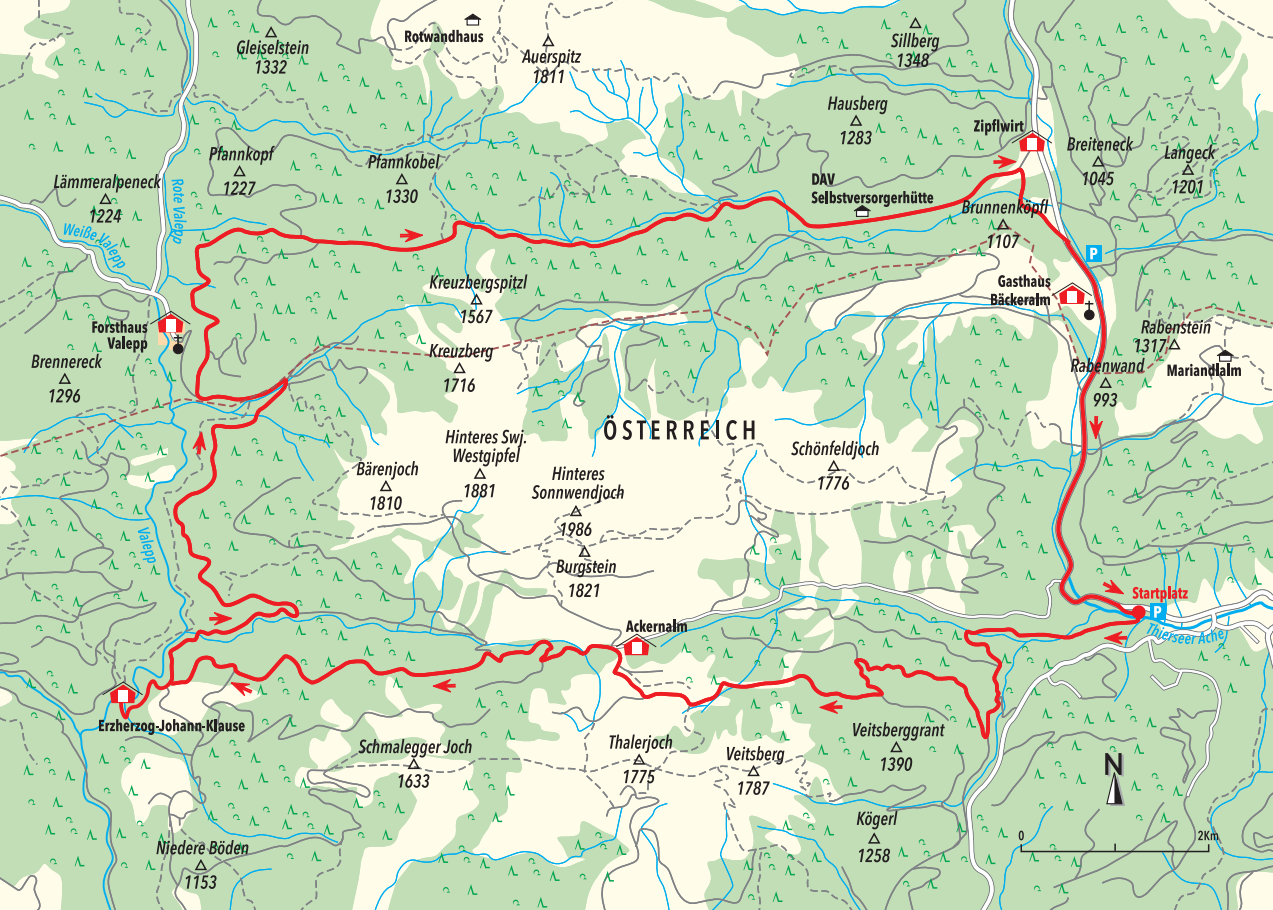 Gleiselstein
1332
Rotwandhaus
Auerspitz
1811
Sillberg
1348
Hausberg
1283
Zipflwirt
Breiteneck
1045
Langeck
1201
Pfannkopf
1227
Pfannkobel
1330
Lämmeralpeneck
1224
Rote Valepp
Weiße Valepp
DAV
Selbstversorgerhütte
Brunnenköpfl
1107
P
Gasthaus
Bäckeralm
Kreuzbergspitzl
1567
Forsthaus
Valepp
Rabenstein
1317
Mariandlalm
Brennereck
1296
Kreuzberg
1716
Rabenwand
993
ÖSTERREICH
Hinteres Swj.
Westgipfel
1881
Schönfeldjoch
1776
Bärenjoch
1810
Hinteres
Sonnwendjoch
1986
Valepp
Burgstein
1821
Startplatz
P
Thierseer Ache
Ackernalm
Erzherzog-Johann-Klause
Schmalegger Joch
1633
Thalerjoch
1775
Veitsberg
1787
Veitsberggrant
1390
N
Kögerl
1258
0
2Km
Niedere Böden
1153